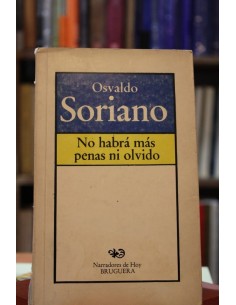 Osvaldo
Soriano
No habrá más
penas ni olvido
Narradores de Hoy
BRUGUERA